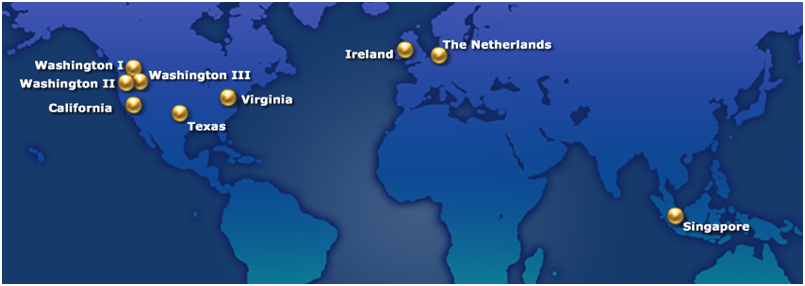 Washington I
Washington II
Washington III
California
Texas
Virginia
Ireland
The Netherlands
Singapore